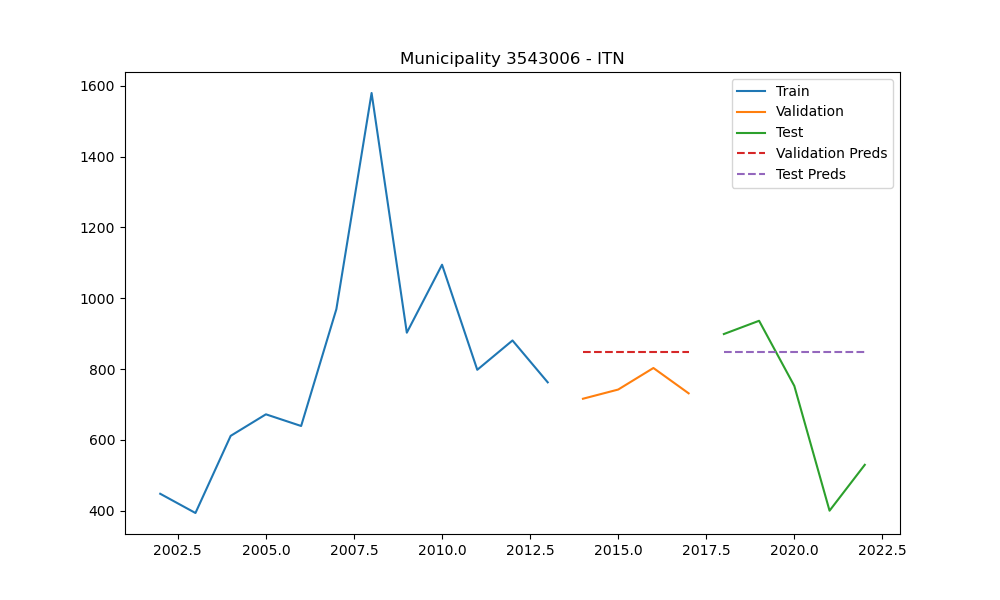 Municipality 3543006 - ITN
1600
1400
1200
1000
800
600
400
2002.5 2005.0 2007.5 2010.0 2012.5 2015.0 2017.5 2020.0 2022.5
Train
Validation
Test
Validation Preds
Test Preds